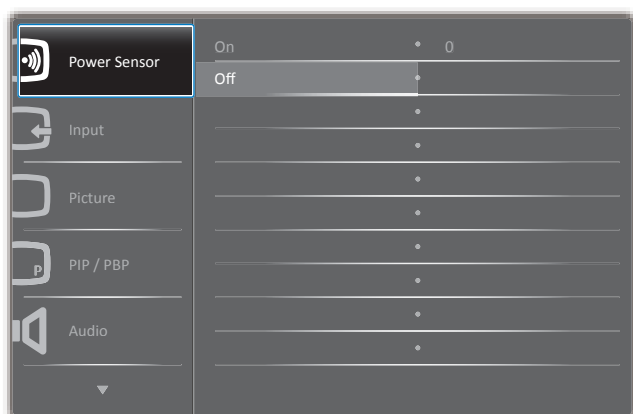 Power Sensor
On 0
Off
Input
Picture
P
PIP / PBP
Audio